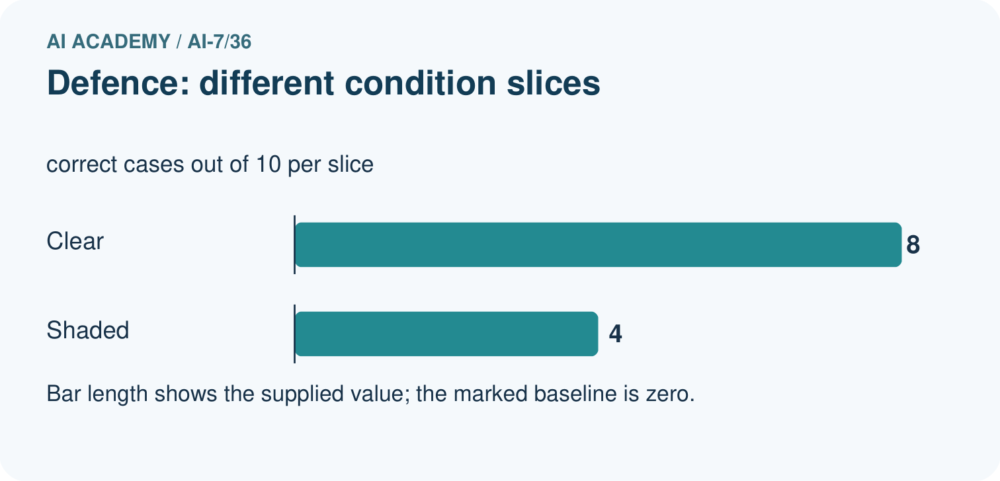 AI ACADEMY / AI-7/36
Defence: different condition slices
correct cases out of 10 per slice
Clear
8
Shaded
4
Bar length shows the supplied value; the marked baseline is zero.